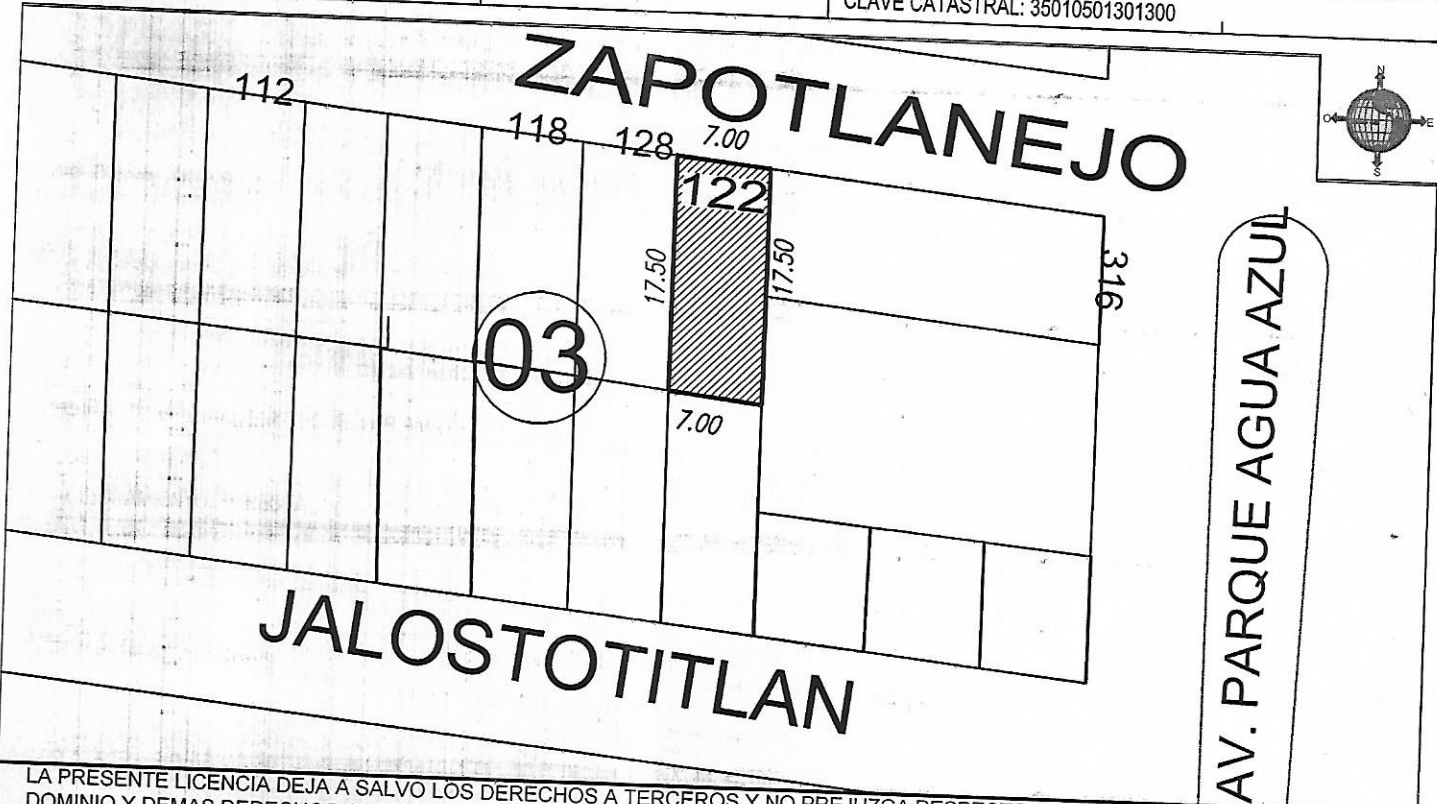 CLAVE CATASTRAL: 35010501301300
ZAPOTLANEJO
N
O
E
S
112
118
128
7.00
122
17.50
17.50
316
03
7.00
AV. PARQUE AGUA AZUL
JALOSTOTITLAN
LA PRESENTE LICENCIA DEJA A SALVO LOS DERECHOS A TERCEROS Y NO PREJUZGA RESPECTO
DOMINIO Y DEMAS